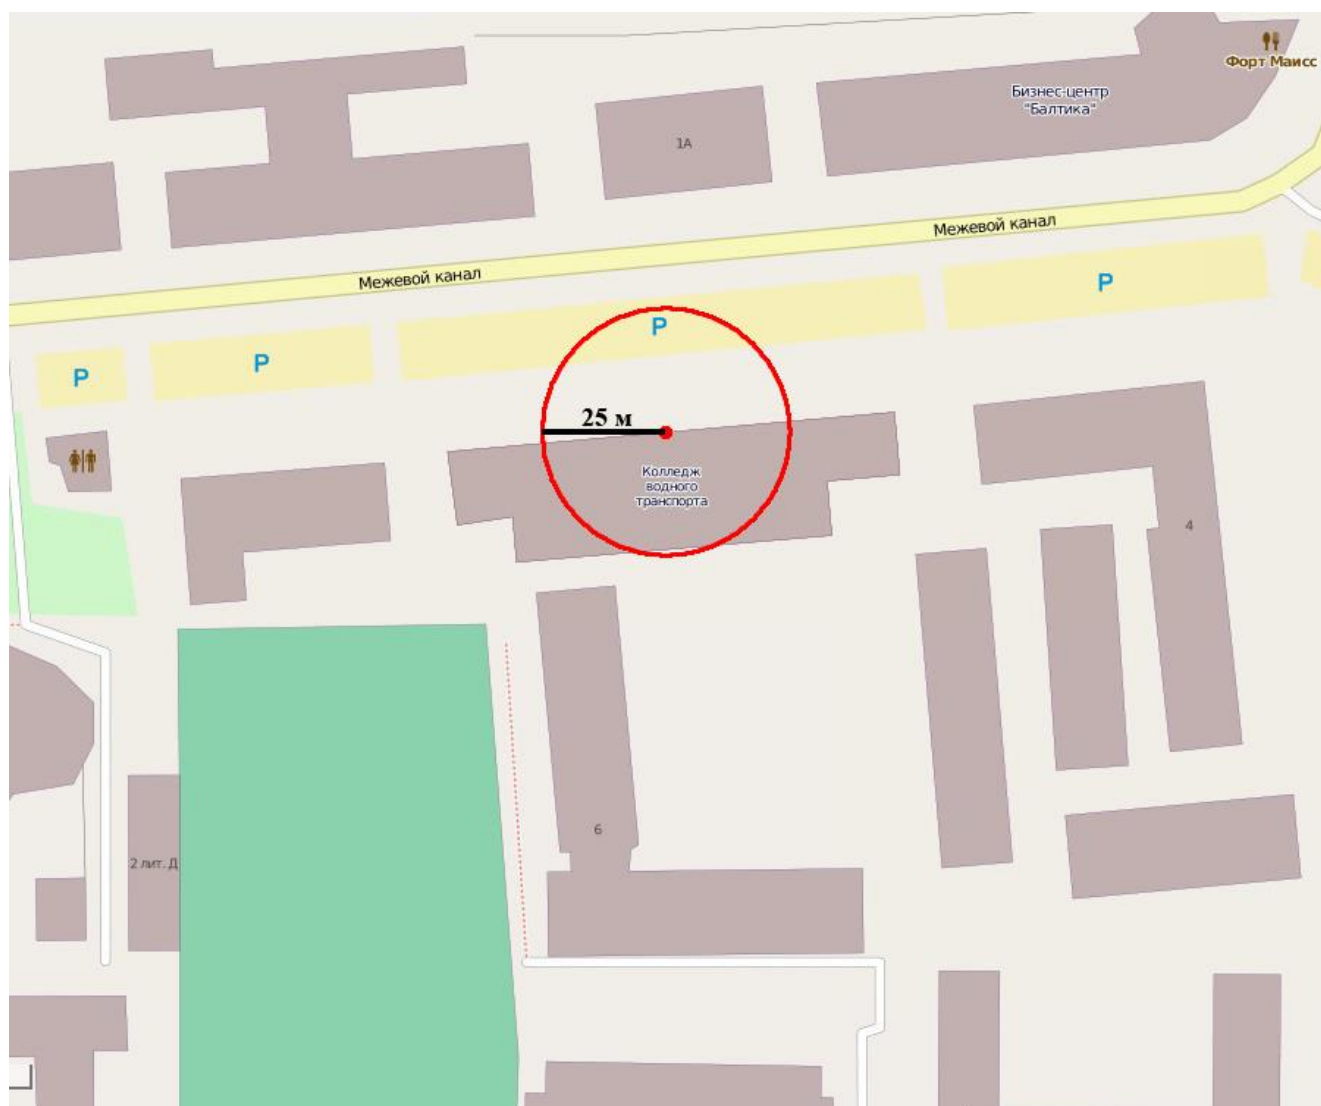 Форт Маисс
Бизнес-центр
"Балтика"
1А
Межевой канал
Межевой канал
P
P
P
P
25 м
Колледж
водного
транспорта
4
6
2 лит. Д